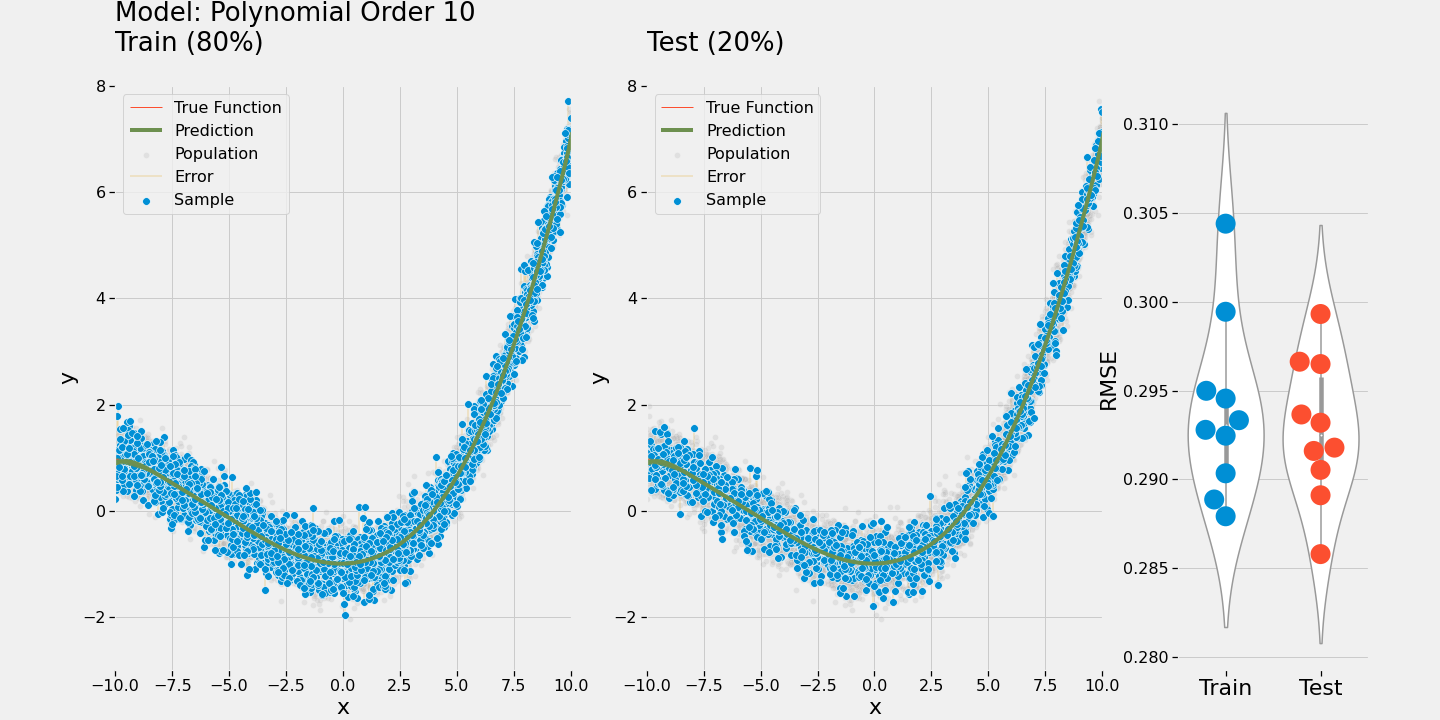 Model: Polynomial Order 10
Train (80%)
8
6
4
2
0
−2
y
True Function
Prediction
Population
Error
Sample
−10.0 −7.5 −5.0 −2.5 0.0 2.5 5.0 7.5 10.0
x
Test (20%)
8
6
4
2
0
−2
y
True Function
Prediction
Population
Error
Sample
−10.0 −7.5 −5.0 −2.5 0.0 2.5 5.0 7.5 10.0
x
0.310
0.305
0.300
0.295
0.290
0.285
0.280
RMSE
Train Test